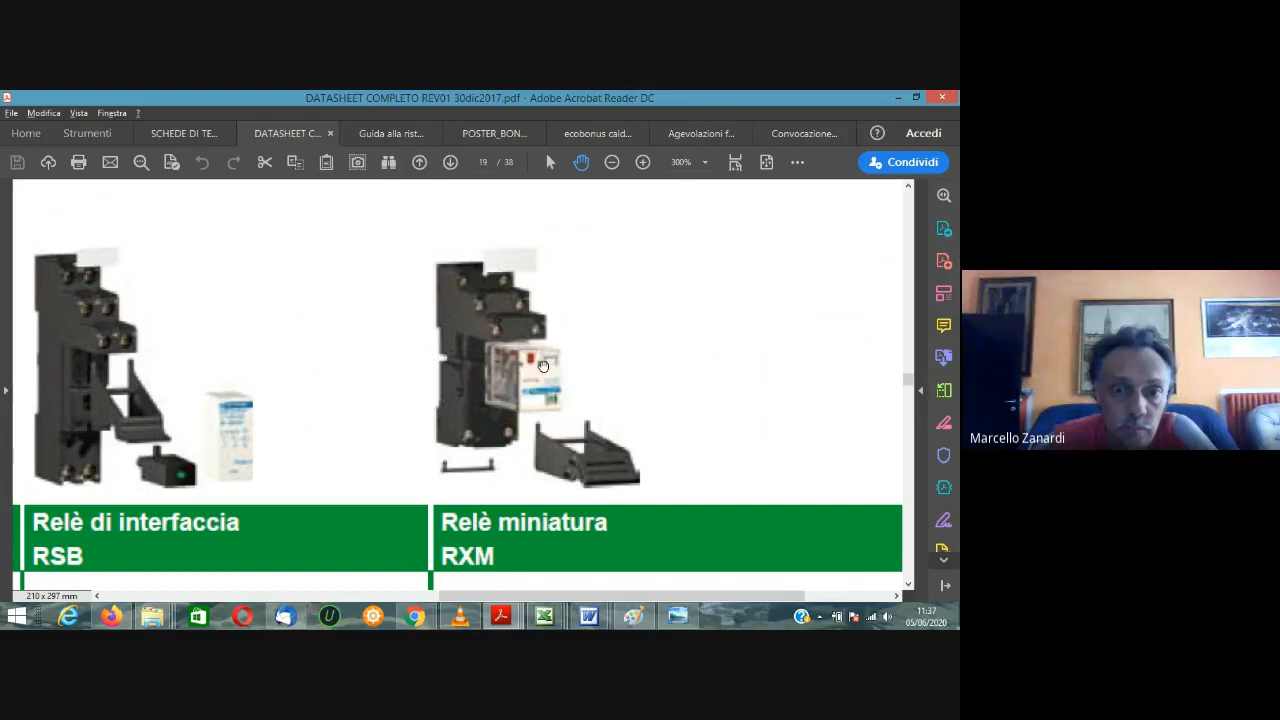 DATASHEET COMPLETO REV01 30dic2017.pdf - Adobe Acrobat Reader DC
File Modifica Vista Finestra ?
Home Strumenti SCHEDE DI TE... DATASHEET C... × Guida alla rist... POSTER_BON... ecobonus cald... Agevolazioni f... Convocazione... Accedi
19 / 38 300% Condividi
Relè di interfaccia
RSB
Relè miniatura
RXM
210 x 297 mm
11:37
05/06/2020
Marcello Zanardi